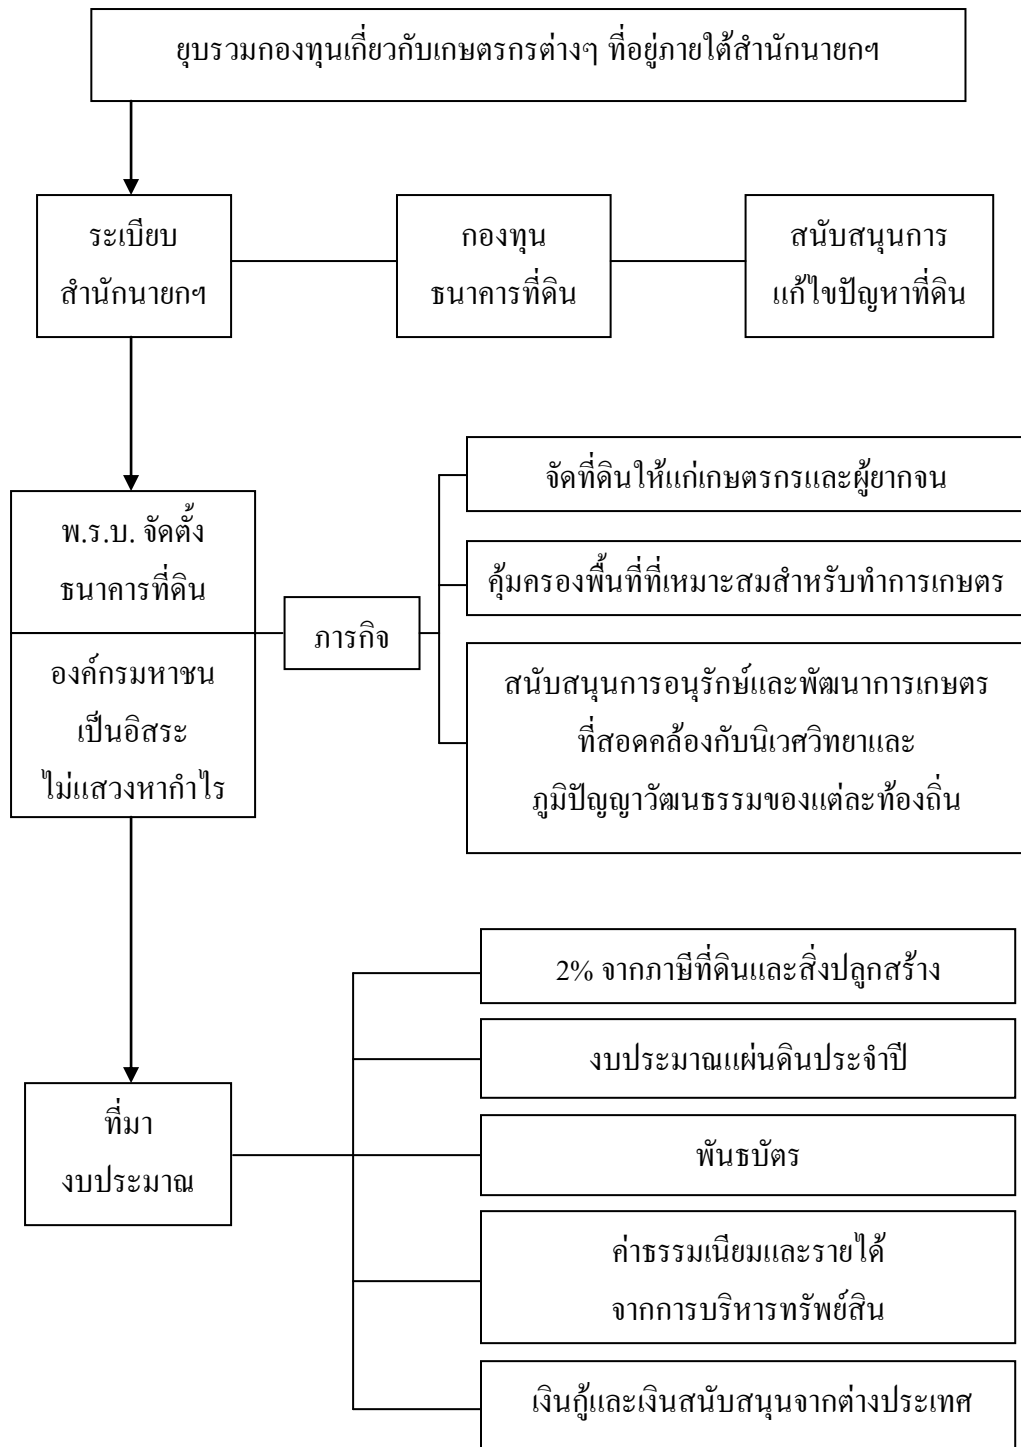 ยุบรวมกองทุนเกี่ยวกับเกษตรกรต่างๆ ที่อยู่ภายใต้สำนักนายกฯ
ระเบียบ
สำนักนายกฯ
กองทุน
ธนาคารที่ดิน
สนับสนุนการ
แก้ไขปัญหาที่ดิน
พ.ร.บ. จัดตั้ง
ธนาคารที่ดิน
องค์กรมหาชน
เป็นอิสระ
ไม่แสวงหากำไร
ภารกิจ
จัดที่ดินให้แก่เกษตรกรและผู้ยากจน
คุ้มครองพื้นที่ที่เหมาะสมสำหรับทำการเกษตร
สนับสนุนการอนุรักษ์และพัฒนาการเกษตร
ที่สอดคล้องกับนิเวศวิทยาและ
ภูมิปัญญาวัฒนธรรมของแต่ละท้องถิ่น
ที่มา
งบประมาณ
2% จากภาษีที่ดินและสิ่งปลูกสร้าง
งบประมาณแผ่นดินประจำปี
พันธบัตร
ค่าธรรมเนียมและรายได้
จากการบริหารทรัพย์สิน
เงินกู้และเงินสนับสนุนจากต่างประเทศ